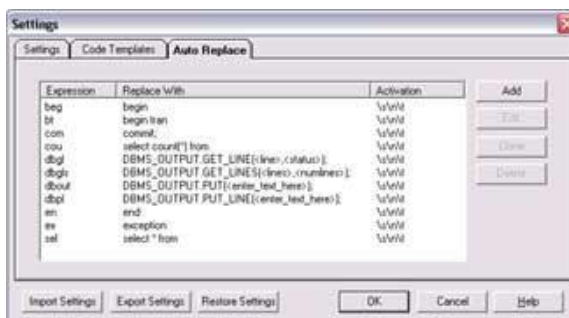 Settings
Settings Code Templates Auto Replace
Expression Replace With Activation
beg begin \s\n\t
bt begin tran \s\n\t
com commit; \s\n\t
cou select count(*) from \s\n\t
dbgl DBMS_OUTPUT.GET_LINE(<line>,<status>); \s\n\t
dbgls DBMS_OUTPUT.GET_LINES(<lines>,<numlines>); \s\n\t
dbout DBMS_OUTPUT.PUT(<enter_text_here>); \s\n\t
dbpl DBMS_OUTPUT.PUT_LINE(<enter_text_here>); \s\n\t
en end \s\n\t
ex exception \s\n\t
sel select * from \s\n\t
Add
Edit
Clone
Delete
Import Settings Export Settings Restore Settings OK Cancel Help